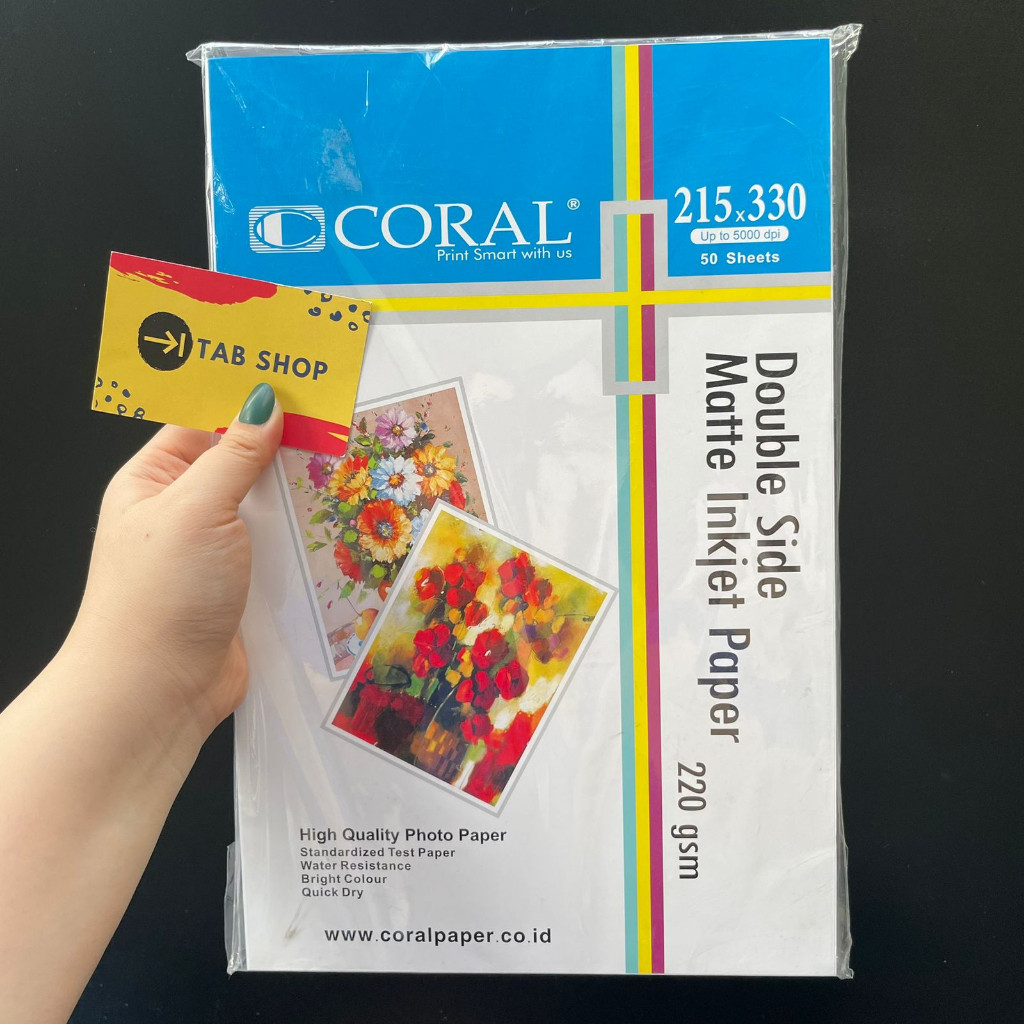 CORAL®
Print Smart with us
215x330
Up to 5000 dpi
50 Sheets
TAB SHOP
Double Side
Matte Inkjet Paper
220 gsm
High Quality Photo Paper
Standardized Test Paper
Water Resistance
Bright Colour
Quick Dry
www.coralpaper.co.id